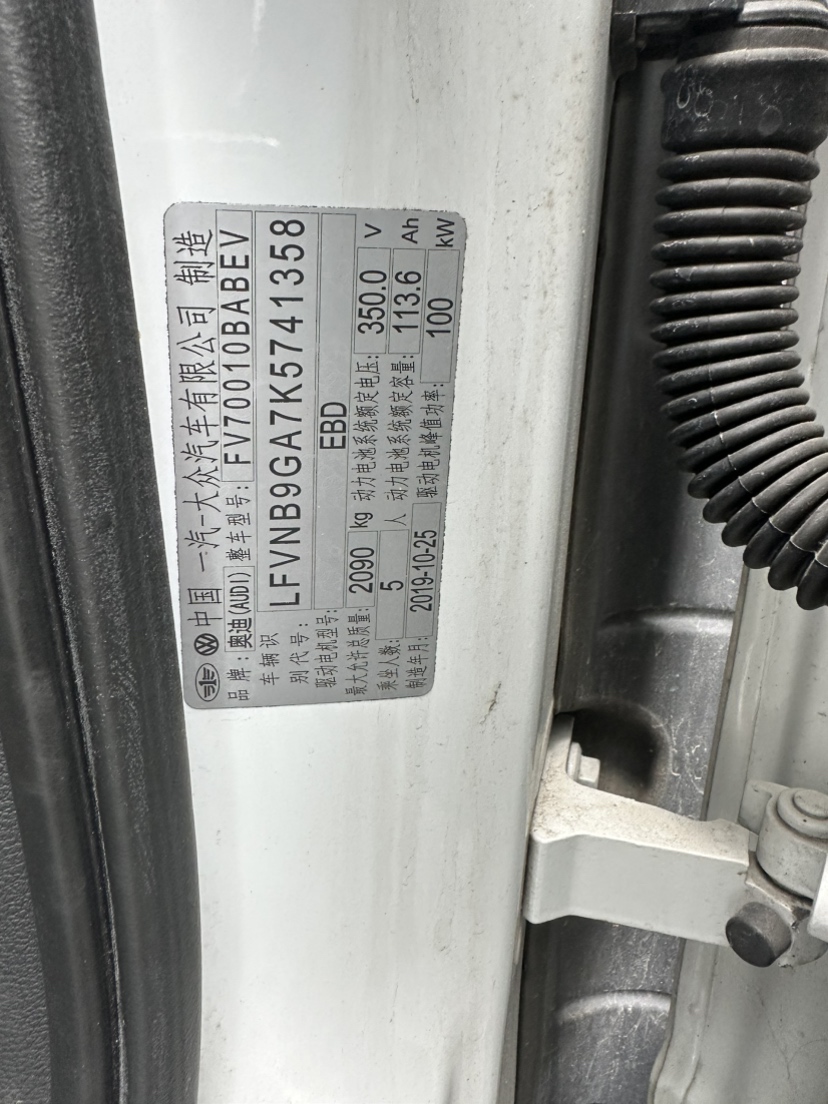 中国 一汽-大众汽车有限公司 制造
品牌: 奥迪(AUDI) 整车型号: FV70010BABEV
车辆识别代号: LFVNB9GA7K5741358
驱动电机型号: EBD
最大允许总质量: 2090 kg 动力电池系统额定电压: 350.0 V
乘坐人数: 5 人 动力电池系统额定容量: 113.6 Ah
制造年月: 2019-10-25 驱动电机峰值功率: 100 kW